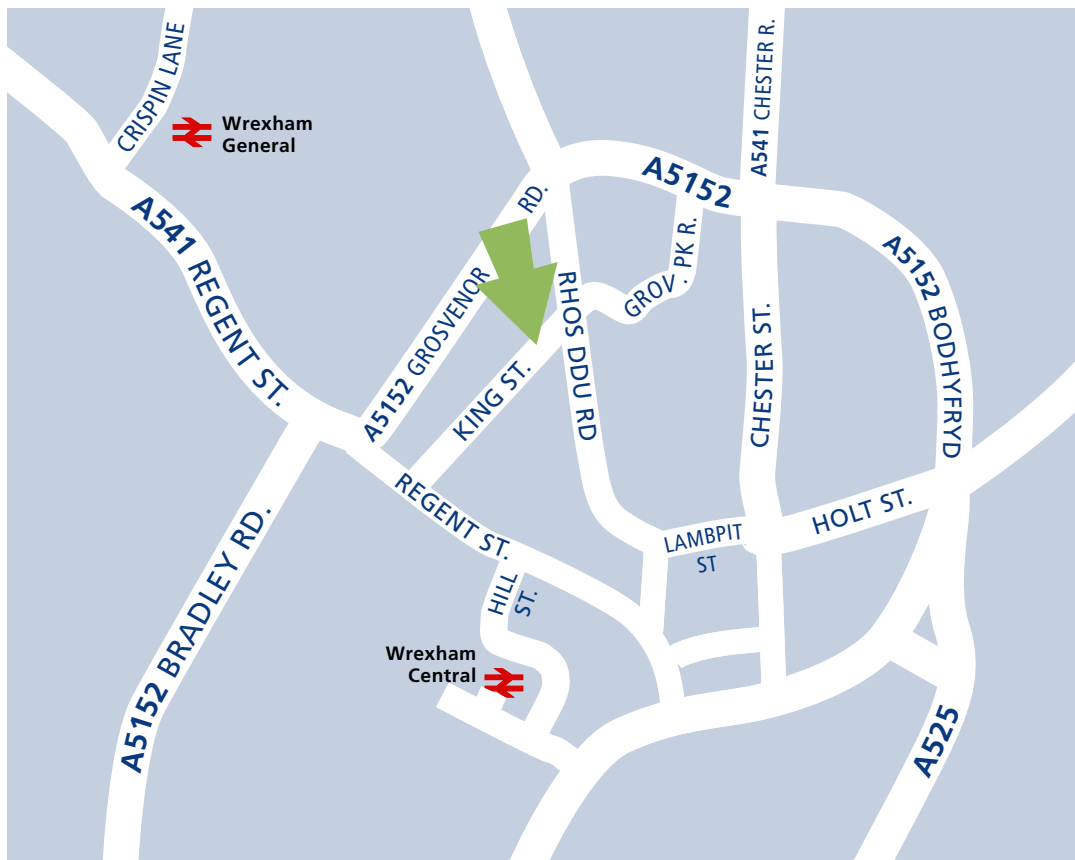 CRISPIN LANE
Wrexham
General
A541 CHESTER R.
A5152
A5152 GROSVENOR RD.
GROV. PK R.
A541 REGENT ST.
A5152 BODHYFRYD
RHOS DDU RD
KING ST.
CHESTER ST.
REGENT ST.
HOLT ST.
LAMBPIT
ST
HILL
ST.
A5152 BRADLEY RD.
Wrexham
Central
A525